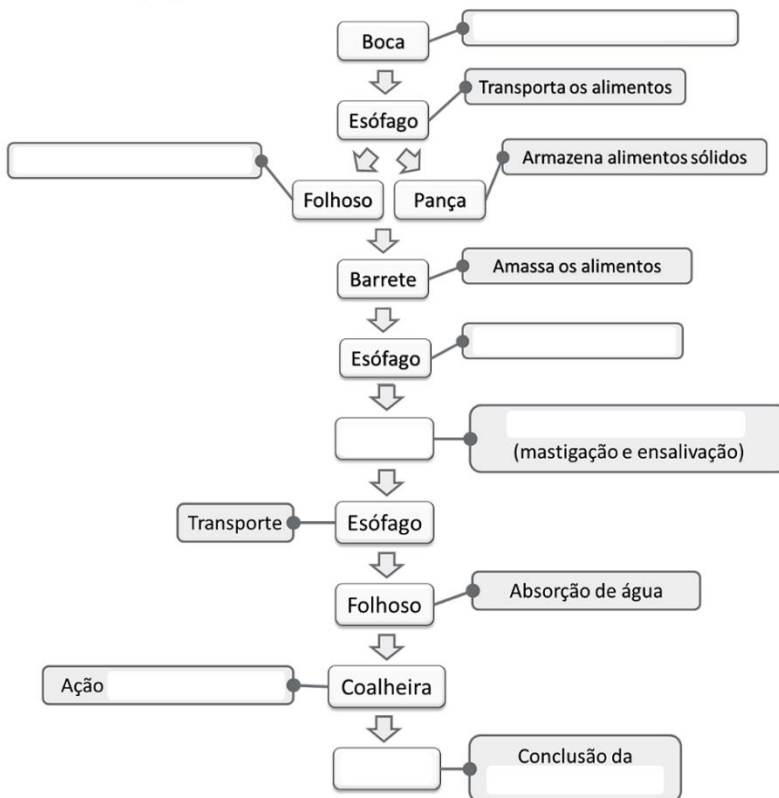 Boca
Transporta os alimentos
Esófago
Armazena alimentos sólidos
Folhoso
Pança
Barrete
Amassa os alimentos
Esófago
(mastigação e ensalivação)
Transporte
Esófago
Folhoso
Absorção de água
Ação
Coalheira
Conclusão da